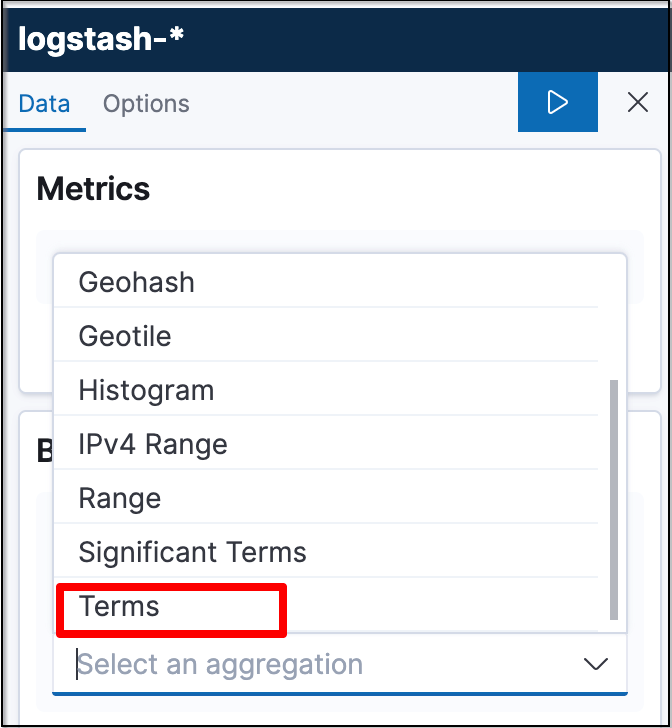 logstash-*
Data Options
Metrics
Geohash
Geotile
Histogram
IPv4 Range
B
Range
Significant Terms
Terms
Select an aggregation